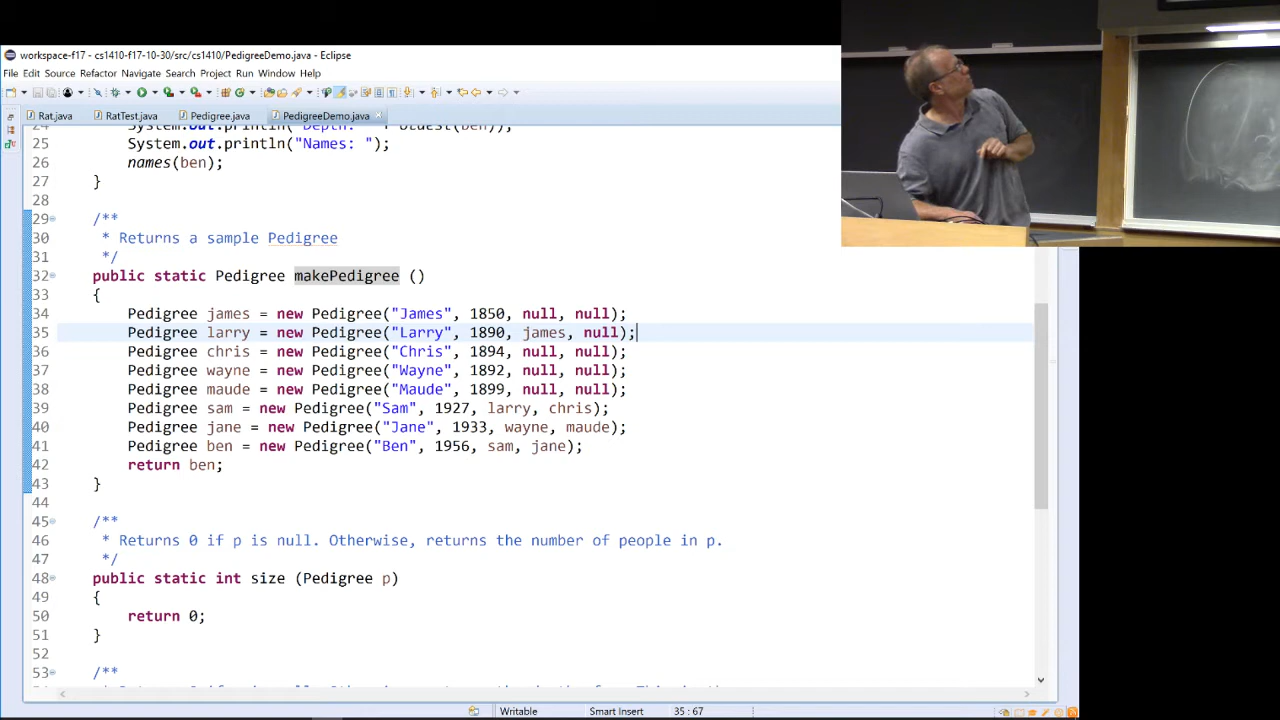 workspace-f17 - cs1410-f17-10-30/src/cs1410/PedigreeDemo.java - Eclipse
File Edit Source Refactor Navigate Search Project Run Window Help
Rat.java RatTest.java Pedigree.java PedigreeDemo.java
24 System.out.println("Depth: " + oldest(ben));
25 System.out.println("Names: ");
26 names(ben);
27 }
28
29 /**
30 * Returns a sample Pedigree
31 */
32 public static Pedigree makePedigree ()
33 {
34 Pedigree james = new Pedigree("James", 1850, null, null);
35 Pedigree larry = new Pedigree("Larry", 1890, james, null);
36 Pedigree chris = new Pedigree("Chris", 1894, null, null);
37 Pedigree wayne = new Pedigree("Wayne", 1892, null, null);
38 Pedigree maude = new Pedigree("Maude", 1899, null, null);
39 Pedigree sam = new Pedigree("Sam", 1927, larry, chris);
40 Pedigree jane = new Pedigree("Jane", 1933, wayne, maude);
41 Pedigree ben = new Pedigree("Ben", 1956, sam, jane);
42 return ben;
43 }
44
45 /**
46 * Returns 0 if p is null. Otherwise, returns the number of people in p.
47 */
48 public static int size (Pedigree p)
49 {
50 return 0;
51 }
52
53 /**
Writable Smart Insert 35 : 67